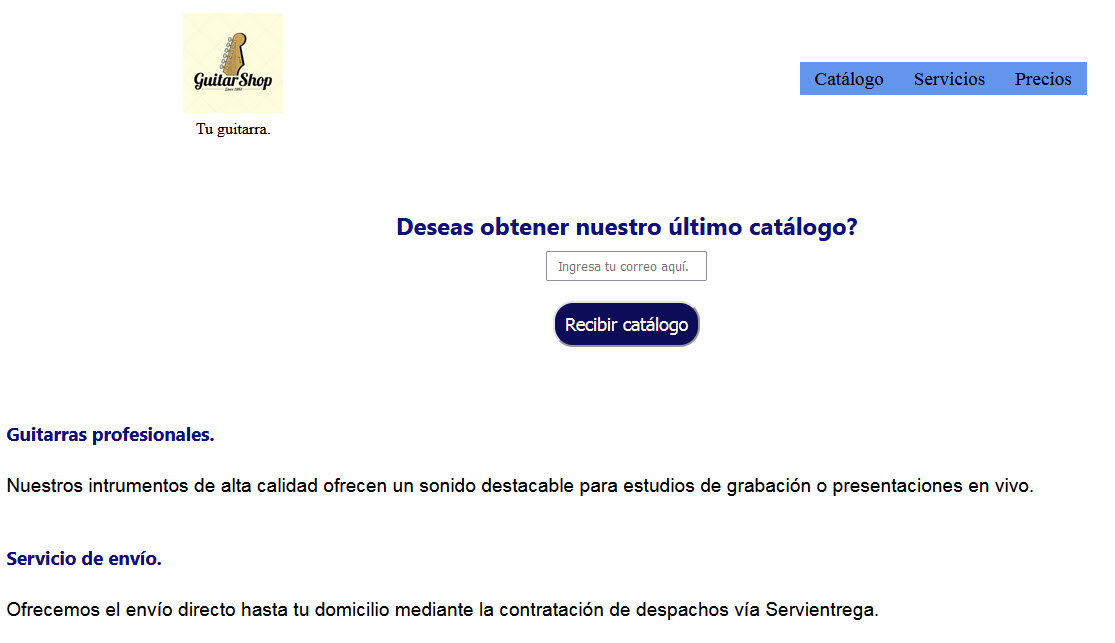 GuitarShop
Tu guitarra.
Catálogo Servicios Precios
Deseas obtener nuestro último catálogo?
Ingresa tu correo aquí.
Recibir catálogo
Guitarras profesionales.
Nuestros intrumentos de alta calidad ofrecen un sonido destacable para estudios de grabación o presentaciones en vivo.
Servicio de envío.
Ofrecemos el envío directo hasta tu domicilio mediante la contratación de despachos vía Servientrega.